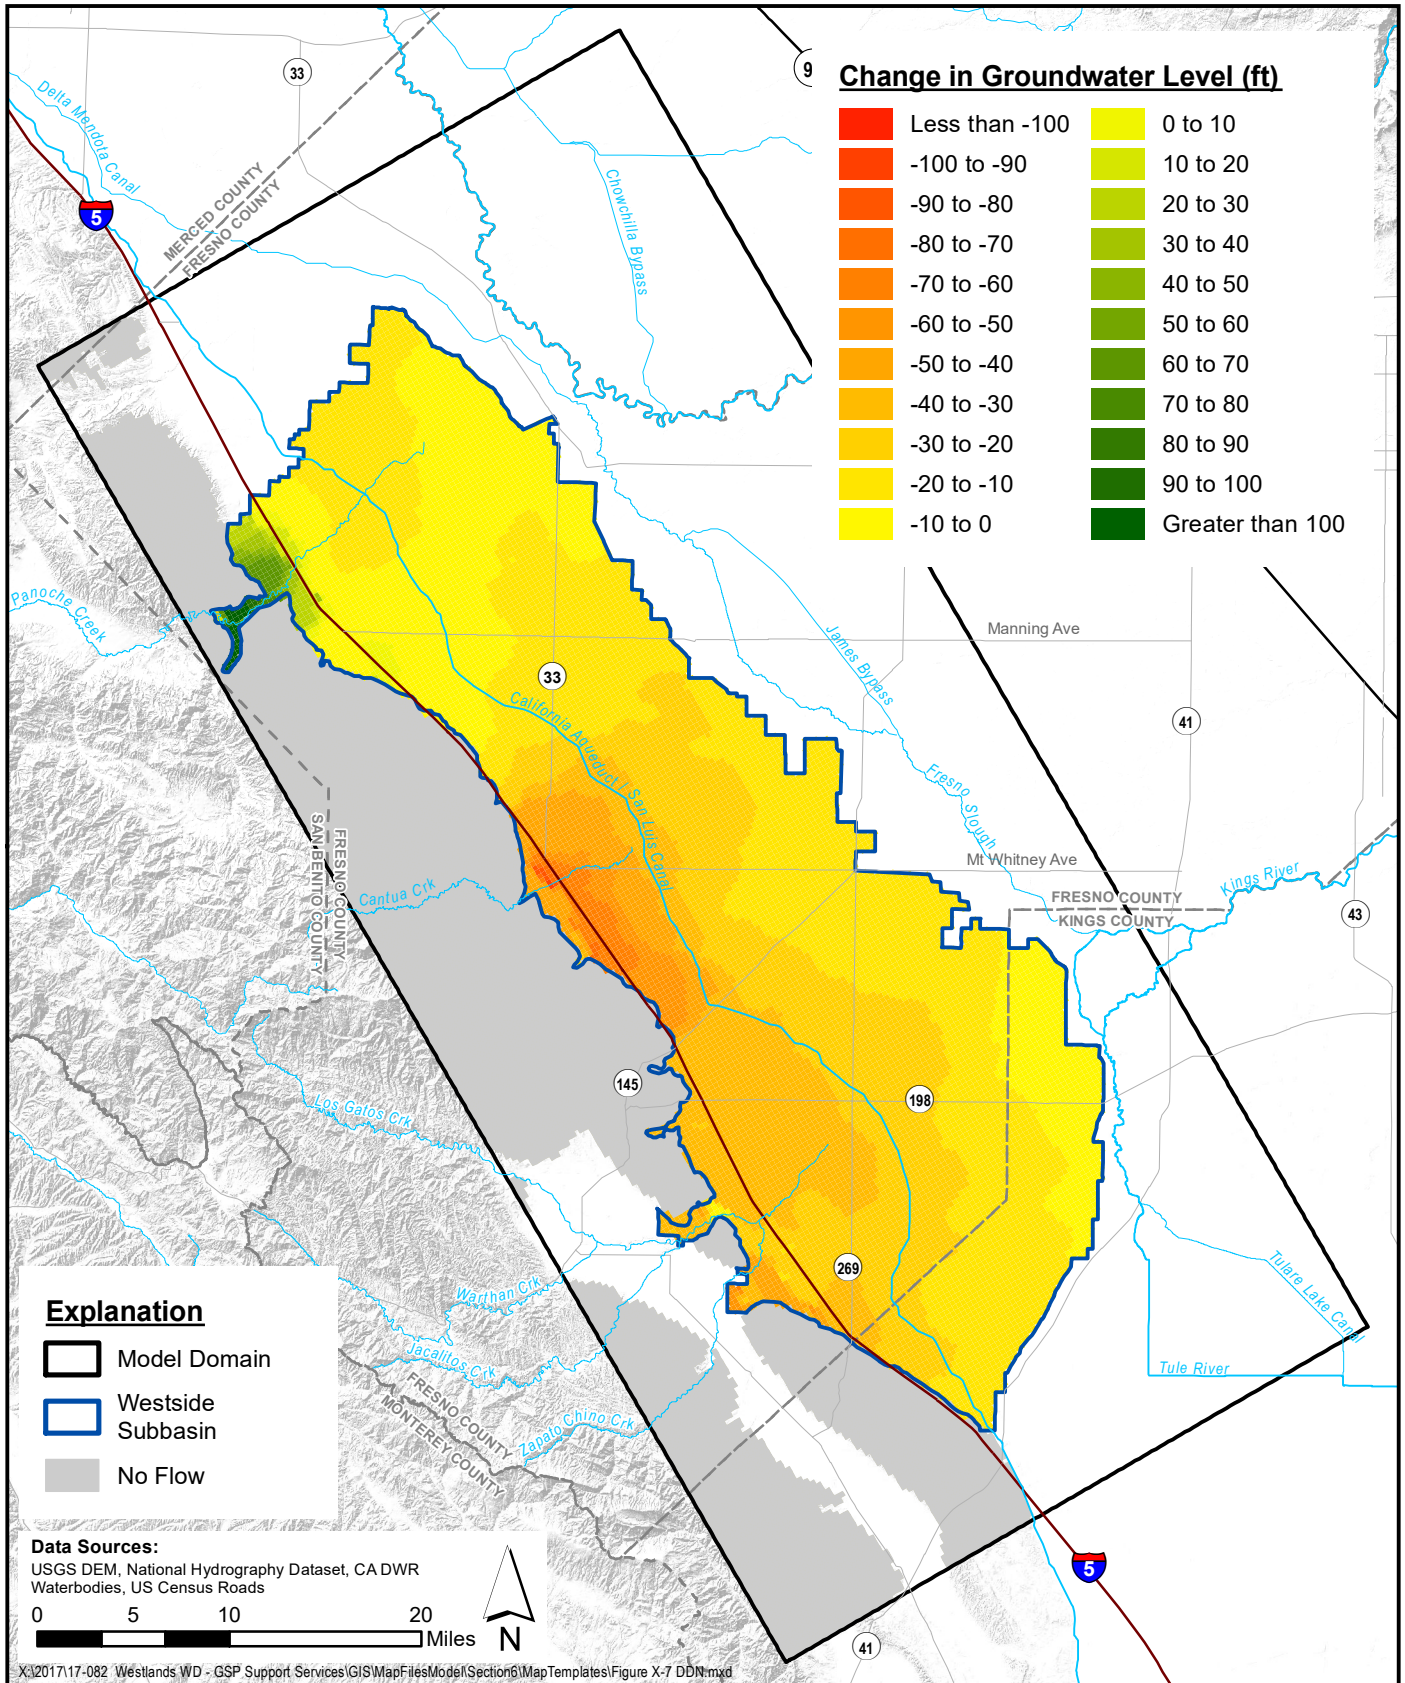 33
9
Delta Mendota Canal
5
MERCED COUNTY
FRESNO COUNTY
Chowchilla Bypass
Change in Groundwater Level (ft)
Less than -100
-100 to -90
-90 to -80
-80 to -70
-70 to -60
-60 to -50
-50 to -40
-40 to -30
-30 to -20
-20 to -10
-10 to 0
0 to 10
10 to 20
20 to 30
30 to 40
40 to 50
50 to 60
60 to 70
70 to 80
80 to 90
90 to 100
Greater than 100
Panoche Creek
Manning Ave
James Bypass
33
California Aqueduct / San Luis Canal
41
Fresno Slough
SAN BENITO COUNTY
FRESNO COUNTY
Cantua Crk
Mt Whitney Ave
Kings River
FRESNO COUNTY
KINGS COUNTY
43
145
198
Los Gatos Crk
269
Warthan Crk
Jacalitos Crk
FRESNO COUNTY
MONTEREY COUNTY
Zapato Chino Crk
Tulare Lake Canal
Tule River
Explanation
Model Domain
Westside
Subbasin
No Flow
Data Sources:
USGS DEM, National Hydrography Dataset, CA DWR
Waterbodies, US Census Roads
0 5 10 20
Miles
N
5
41
X:\2017\17-082 Westlands WD - GSP Support Services\GIS\MapFilesModel\Section6\MapTemplates\Figure X-7 DDN.mxd